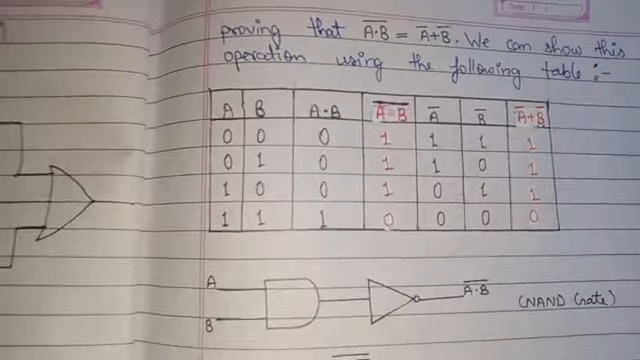 proving that A̅·̅B̅ = A̅+B̅. We can show this
operation using the following table :-
A B A·B A̅·̅B̅ A̅ B̅ A̅+B̅
0 0 0 1 1 1 1
0 1 0 1 1 0 1
1 0 0 1 0 1 1
1 1 1 0 0 0 0
A
A̅·̅B̅
(NAND Gate)
B